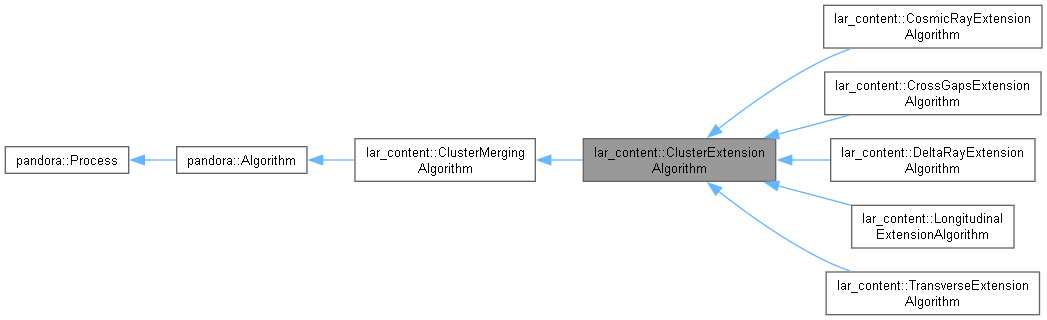 lar_content::CosmicRayExtension
Algorithm
lar_content::CrossGapsExtension
Algorithm
pandora::Process
pandora::Algorithm
lar_content::ClusterMerging
Algorithm
lar_content::ClusterExtension
Algorithm
lar_content::DeltaRayExtension
Algorithm
lar_content::Longitudinal
ExtensionAlgorithm
lar_content::TransverseExtension
Algorithm